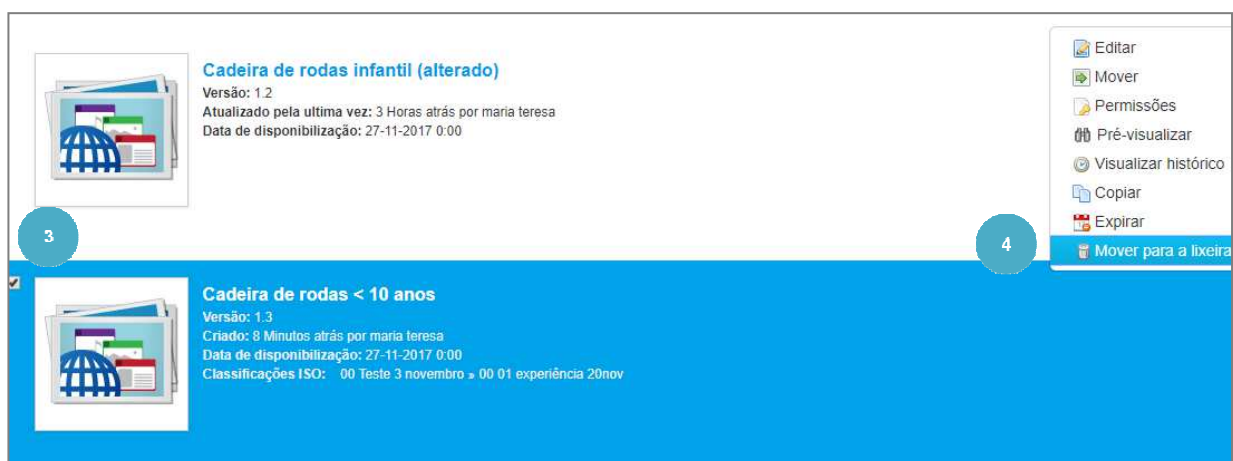 Cadeira de rodas infantil (alterado)
Versão: 1.2
Atualizado pela ultima vez: 3 Horas atrás por maria teresa
Data de disponibilização: 27-11-2017 0:00
Editar
Mover
Permissões
Pré-visualizar
Visualizar histórico
Copiar
Expirar
Mover para a lixeira
3
4
Cadeira de rodas < 10 anos
Versão: 1.3
Criado: 8 Minutos atrás por maria teresa
Data de disponibilização: 27-11-2017 0:00
Classificações ISO: 00 Teste 3 novembro » 00 01 experiência 20nov